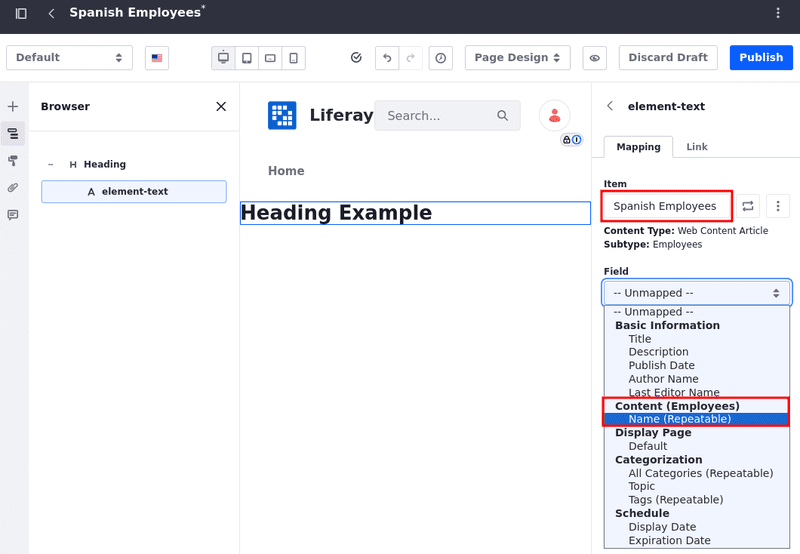 Spanish Employees*
Default
Page Design
Discard Draft
Publish
Browser
Heading
element-text
Liferay
Search...
Home
Heading Example
element-text
Mapping
Link
Item
Spanish Employees
Content Type: Web Content Article
Subtype: Employees
Field
-- Unmapped --
-- Unmapped --
Basic Information
Title
Description
Publish Date
Author Name
Last Editor Name
Content (Employees)
Name (Repeatable)
Display Page
Default
Categorization
All Categories (Repeatable)
Topic
Tags (Repeatable)
Schedule
Display Date
Expiration Date